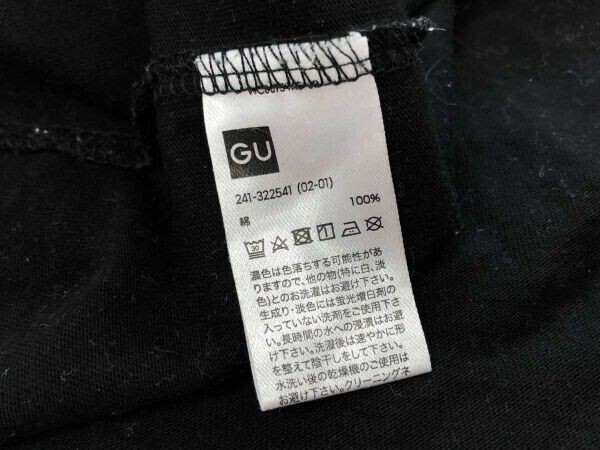 GU
241-322541 (02-01)
綿 100%
30
濃色は色落ちする可能性があ
りますので、他の物(特に白、淡
色)とのお洗濯はお避け下さい。
生成り・淡色には蛍光増白剤の
入っていない洗剤をご使用下
さい。長時間の水への浸漬はお避
け下さい。洗濯後は速やかに形
を整えて陰干しをして下さい。
水洗い後の乾燥機のご使用は
お避け下さい。クリーニングネ